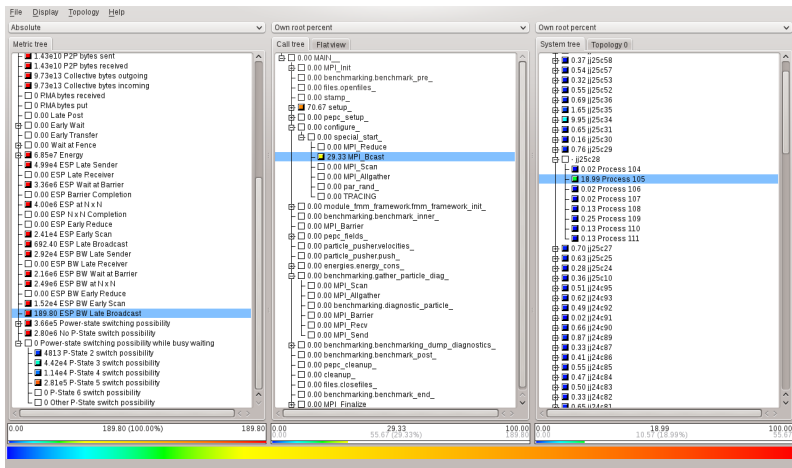 File Display Topology Help
Absolute
Own root percent
Own root percent
Metric tree
1.43e10 P2P bytes sent
1.43e10 P2P bytes received
9.73e13 Collective bytes outgoing
9.73e13 Collective bytes incoming
0 RMA bytes received
0 RMA bytes put
0.00 Late Post
0.00 Early Wait
0.00 Early Transfer
0.00 Wait at Fence
6.85e7 Energy
4.99e4 ESP Late Sender
0.00 ESP Late Receiver
3.36e6 ESP Wait at Barrier
0.00 ESP Barrier Completion
4.00e6 ESP at N x N
0.00 ESP N x N Completion
0.00 ESP Early Reduce
2.41e4 ESP Early Scan
692.40 ESP Late Broadcast
2.92e4 ESP BW Late Sender
0.00 ESP BW Late Receiver
2.16e6 ESP BW Wait at Barrier
2.49e6 ESP BW at N x N
0.00 ESP BW Early Reduce
1.52e4 ESP BW Early Scan
189.80 ESP BW Late Broadcast
3.66e5 Power-state switching possibility
2.80e6 No P-State switch possibility
0 Power-state switching possibility while busy waiting
4813 P-State 2 switch possibility
4.42e4 P-State 3 switch possibility
1.14e4 P-State 4 switch possibility
2.81e5 P-State 5 switch possibility
0 P-State 6 switch possibility
0 Other P-State switch possibility
Call tree Flat view
0.00 MAIN__
0.00 MPI_Init
0.00 benchmarking.benchmark_pre_
0.00 files.openfiles_
0.00 stamp_
70.67 setup_
0.00 pepc_setup_
0.00 configure_
0.00 special_start_
0.00 MPI_Reduce
29.33 MPI_Bcast
0.00 MPI_Scan
0.00 MPI_Allgather
0.00 par_rand_
0.00 TRACING
0.00 module_fmm_framework.fmm_framework_init_
0.00 benchmarking.benchmark_inner_
0.00 MPI_Barrier
0.00 pepc_fields_
0.00 particle_pusher.velocities_
0.00 particle_pusher.push_
0.00 energies.energy_cons_
0.00 benchmarking.gather_particle_diag_
0.00 MPI_Scan
0.00 MPI_Allgather
0.00 benchmarking.diagnostic_particle_
0.00 MPI_Barrier
0.00 MPI_Recv
0.00 MPI_Send
0.00 benchmarking.benchmarking_dump_diagnostics_
0.00 benchmarking.benchmark_post_
0.00 pepc_cleanup_
0.00 cleanup_
0.00 files.closefiles_
0.00 benchmarking.benchmark_end_
0.00 MPI_Finalize
System tree Topology 0
0.37 jj25c58
0.54 jj25c57
0.32 jj25c53
0.55 jj25c52
0.69 jj25c36
1.65 jj25c35
9.95 jj25c34
0.65 jj25c31
0.16 jj25c30
0.76 jj25c29
- jj25c28
0.02 Process 104
18.99 Process 105
0.02 Process 106
0.02 Process 107
0.13 Process 108
0.25 Process 109
0.13 Process 110
0.13 Process 111
0.70 jj25c27
0.63 jj25c25
0.28 jj25c24
0.36 jj25c10
0.51 jj24c95
0.62 jj24c93
0.49 jj24c92
0.02 jj24c91
0.66 jj24c90
0.87 jj24c89
0.33 jj24c87
0.41 jj24c86
0.55 jj24c85
0.47 jj24c84
0.50 jj24c83
0.33 jj24c82
0.65 jj24c81
0.00 189.80 (100.00%) 189.80
0.00 29.33 100.00
0.00 55.67 (29.33%) 189.80
0.00 18.99 100.00
0.00 10.57 (18.99%) 55.67